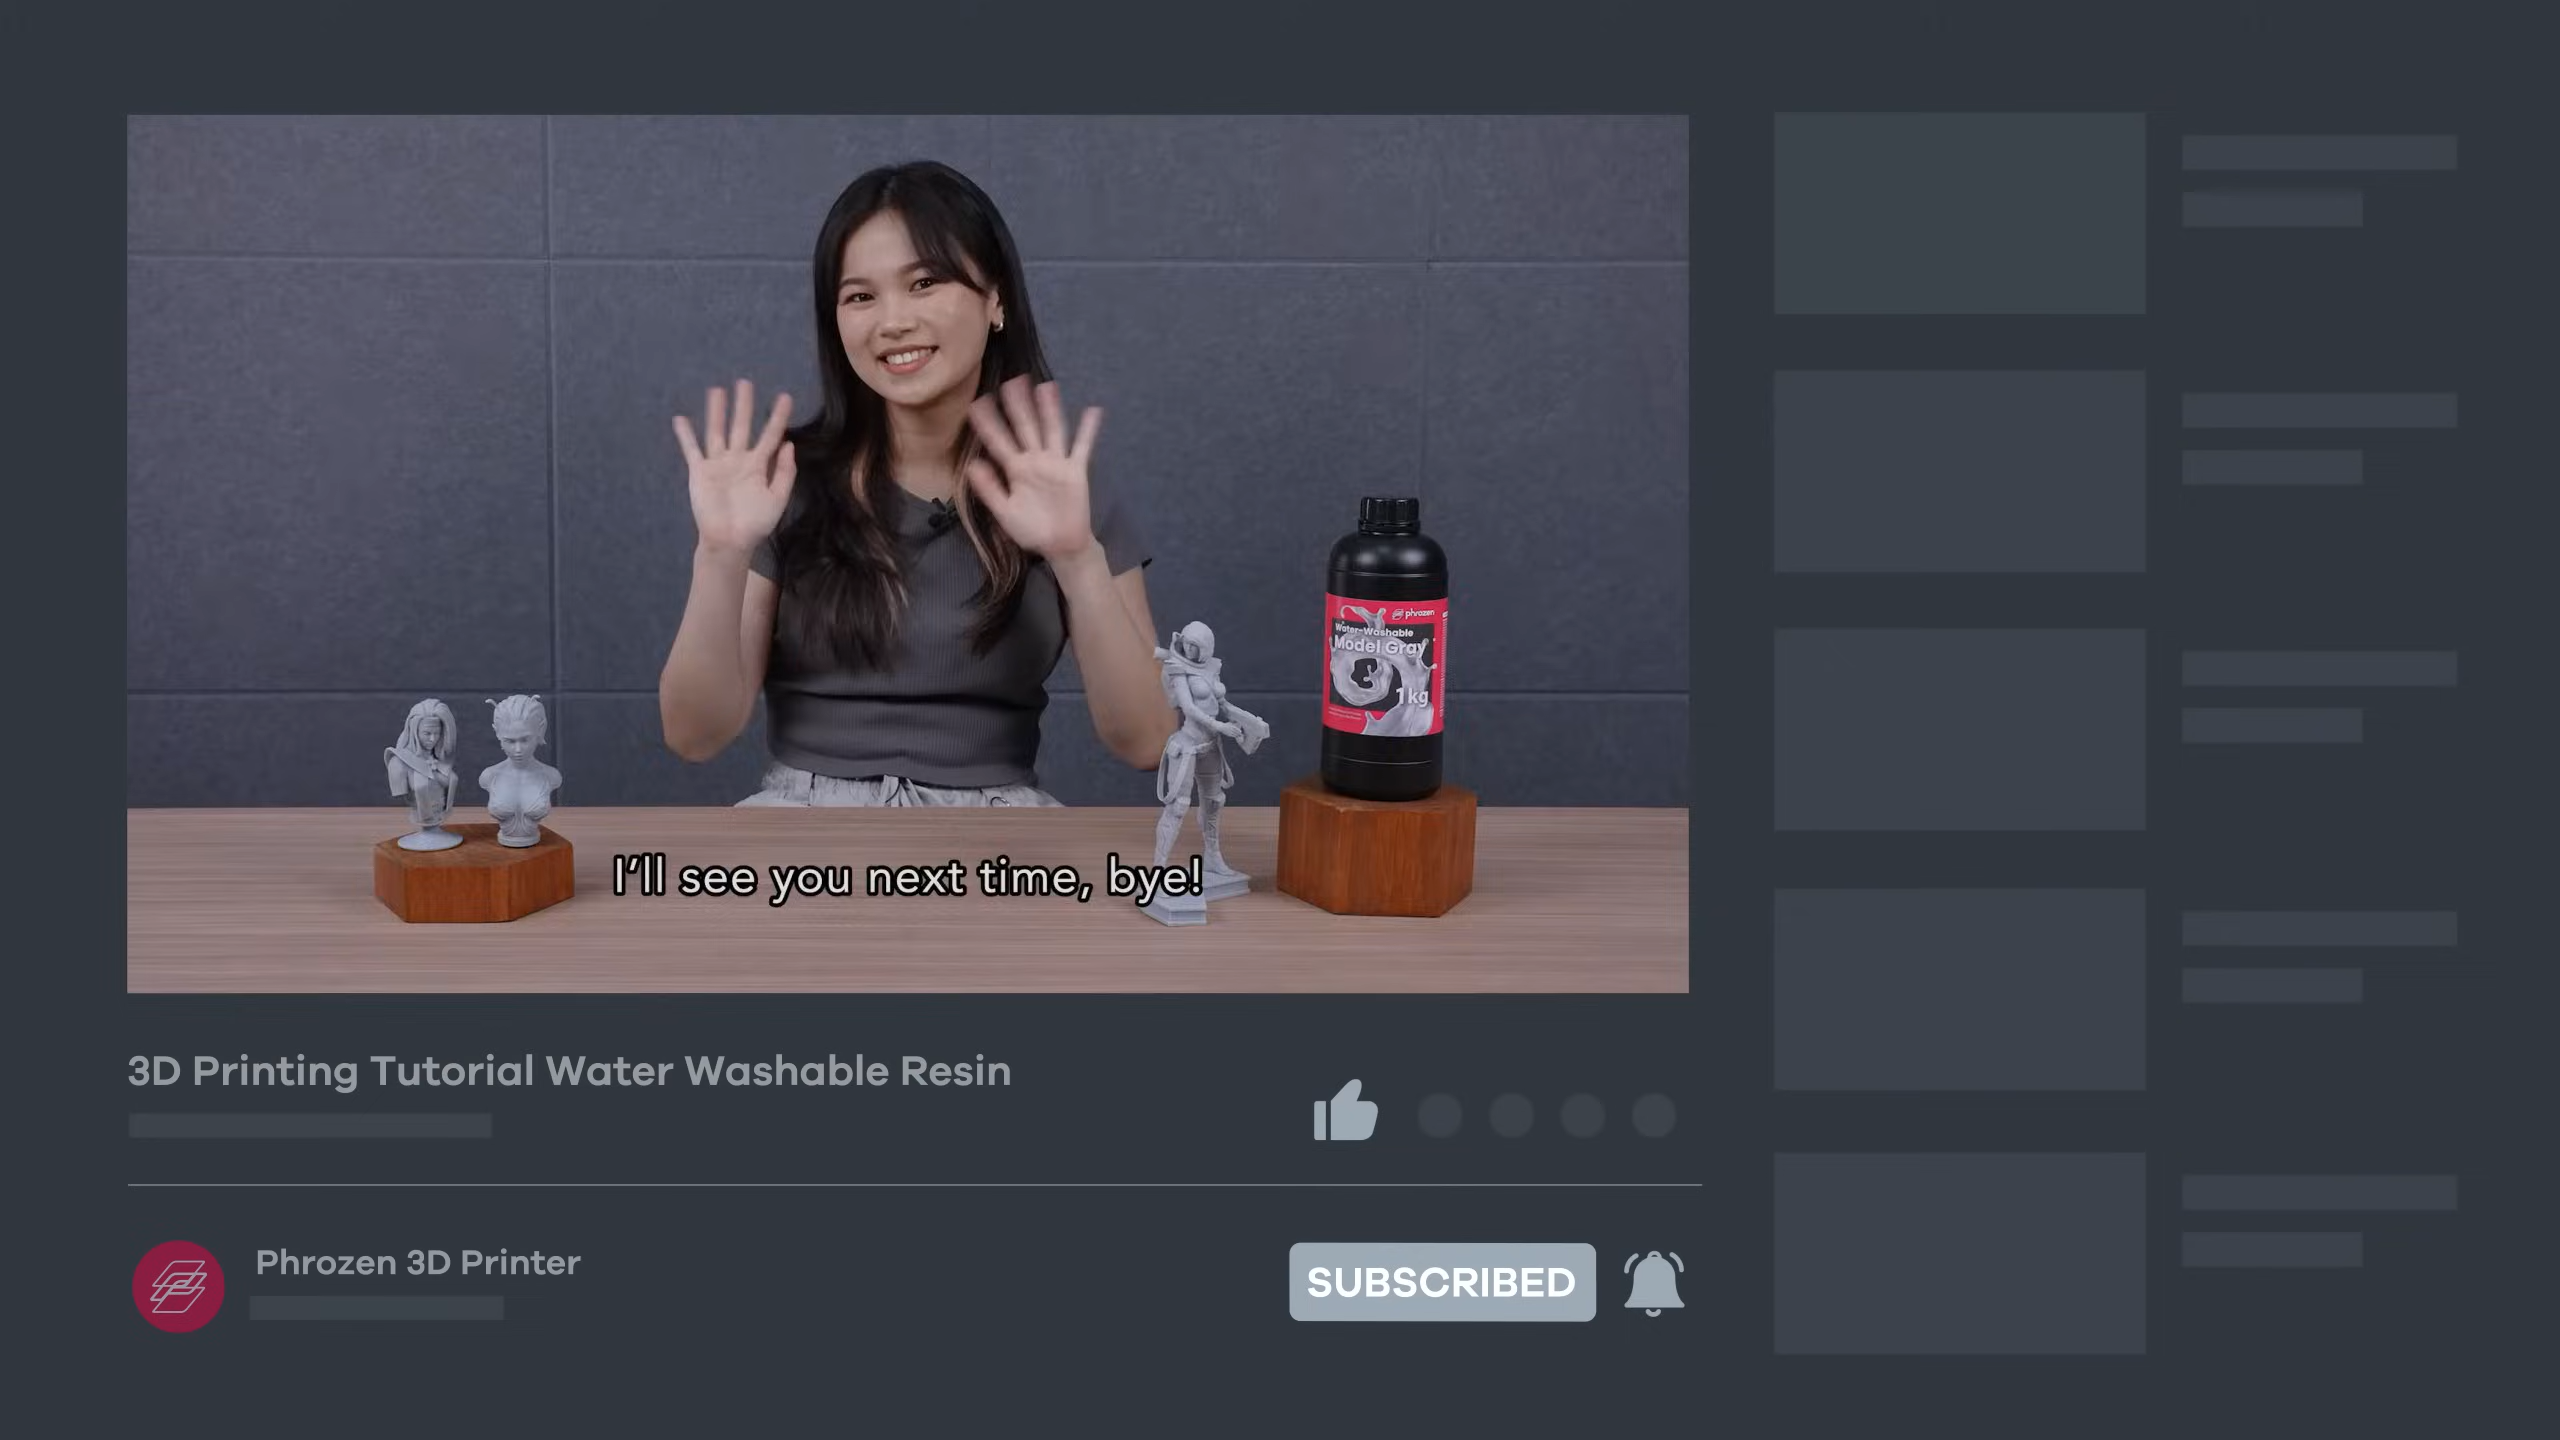 phrozen
Water-Washable
Model Gray
1kg
I'll see you next time, bye!
3D Printing Tutorial Water Washable Resin
Phrozen 3D Printer
SUBSCRIBED